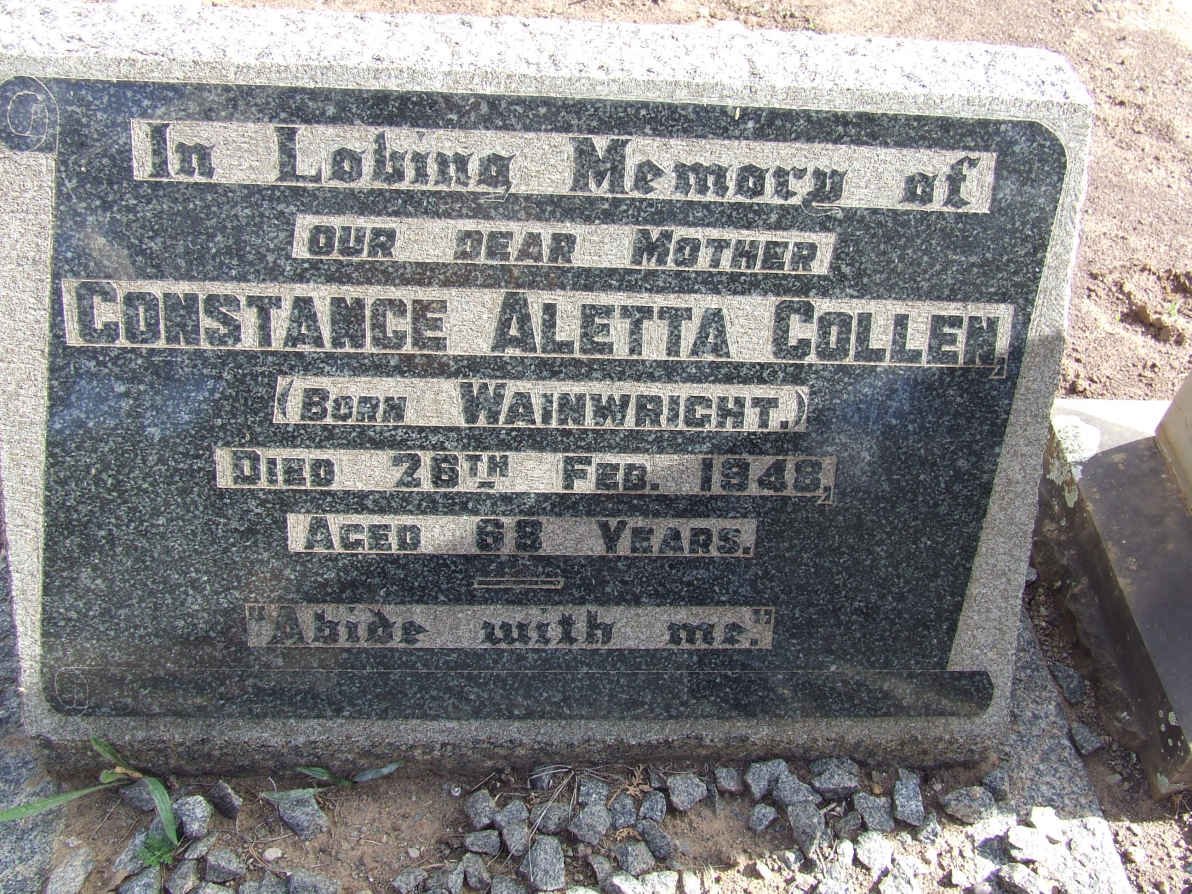 In Loving Memory of
OUR DEAR MOTHER
CONSTANCE ALETTA COLLEN,
(BORN WAINWRIGHT.)
DIED 26TH FEB. 1948,
AGED 68 YEARS.
"Abide with me."